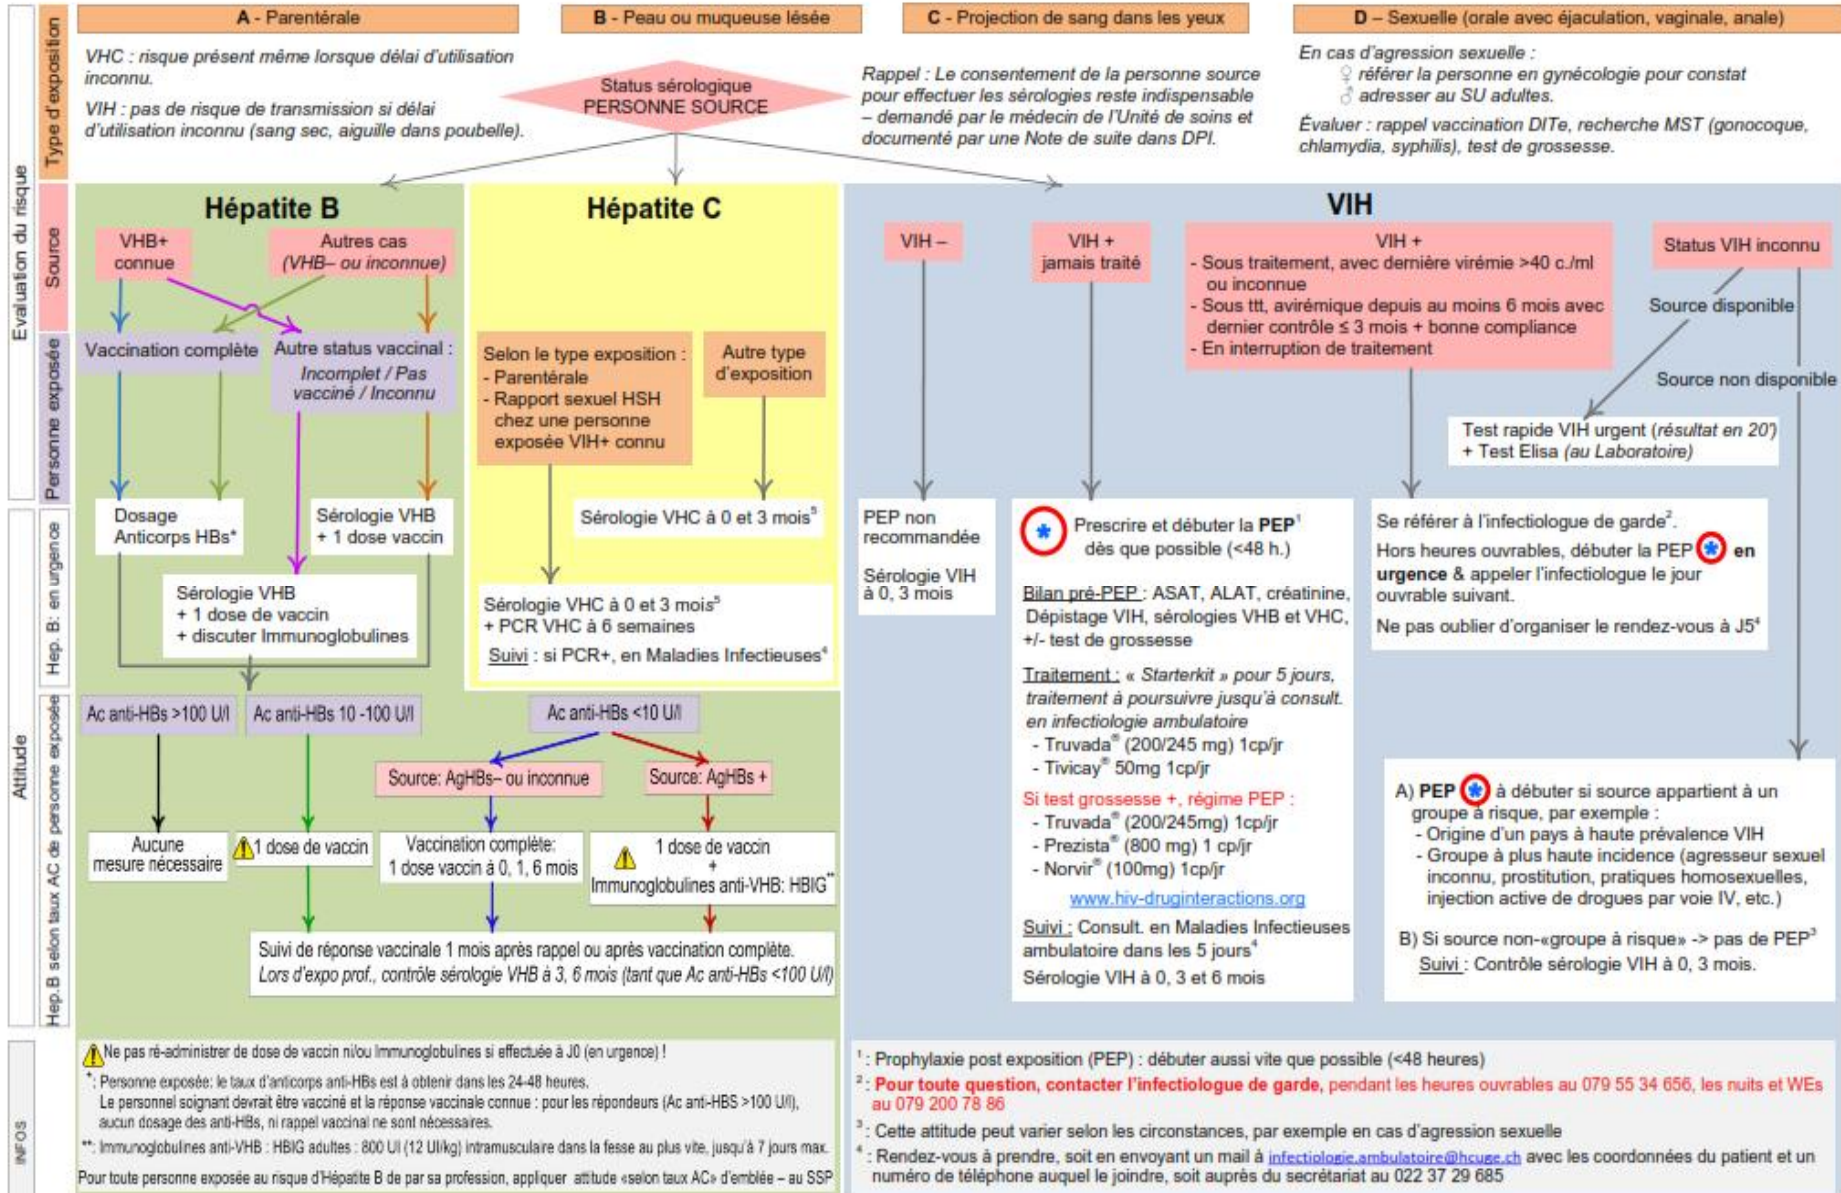 A - Parentérale
B - Peau ou muqueuse lésée
C - Projection de sang dans les yeux
D – Sexuelle (orale avec éjaculation, vaginale, anale)
Evaluation du risque
Type d'exposition
VHC : risque présent même lorsque délai d'utilisation
inconnu.
VIH : pas de risque de transmission si délai
d'utilisation inconnu (sang sec, aiguille dans poubelle).
Status sérologique
PERSONNE SOURCE
Rappel : Le consentement de la personne source
pour effectuer les sérologies reste indispensable
– demandé par le médecin de l'Unité de soins et
documenté par une Note de suite dans DPI.
En cas d'agression sexuelle :
♀ référer la personne en gynécologie pour constat
♂ adresser au SU adultes.
Évaluer : rappel vaccination DITe, recherche MST (gonocoque,
chlamydia, syphilis), test de grossesse.
Source
Personne exposée
Hépatite B
VHB+
connue
Autres cas
(VHB– ou inconnue)
Vaccination complète
Autre status vaccinal :
Incomplet / Pas
vacciné / Inconnu
Hépatite C
Selon le type exposition :
- Parentérale
- Rapport sexuel HSH
chez une personne
exposée VIH+ connu
Autre type
d'exposition
VIH
VIH –
VIH +
jamais traité
VIH +
- Sous traitement, avec dernière virémie >40 c./ml
ou inconnue
- Sous ttt, avirémique depuis au moins 6 mois avec
dernier contrôle ≤ 3 mois + bonne compliance
- En interruption de traitement
Status VIH inconnu
Source disponible
Source non disponible
Test rapide VIH urgent (résultat en 20')
+ Test Elisa (au Laboratoire)
Attitude
Hep. B: en urgence
Dosage
Anticorps HBs*
Sérologie VHB
+ 1 dose vaccin
Sérologie VHB
+ 1 dose de vaccin
+ discuter Immunoglobulines
Sérologie VHC à 0 et 3 mois⁵
Sérologie VHC à 0 et 3 mois⁵
+ PCR VHC à 6 semaines
Suivi : si PCR+, en Maladies Infectieuses⁴
PEP non
recommandée
Sérologie VIH
à 0, 3 mois
* Prescrire et débuter la PEP¹
dès que possible (<48 h.)
Bilan pré-PEP : ASAT, ALAT, créatinine,
Dépistage VIH, sérologies VHB et VHC,
+/- test de grossesse
Traitement : « Starterkit » pour 5 jours,
traitement à poursuivre jusqu'à consult.
en infectiologie ambulatoire
- Truvada® (200/245 mg) 1cp/jr
- Tivicay® 50mg 1cp/jr
Si test grossesse +, régime PEP :
- Truvada® (200/245mg) 1cp/jr
- Prezista® (800 mg) 1 cp/jr
- Norvir® (100mg) 1cp/jr
www.hiv-druginteractions.org
Suivi : Consult. en Maladies Infectieuses
ambulatoire dans les 5 jours⁴
Sérologie VIH à 0, 3 et 6 mois
Se référer à l'infectiologue de garde².
Hors heures ouvrables, débuter la PEP * en
urgence & appeler l'infectiologue le jour
ouvrable suivant.
Ne pas oublier d'organiser le rendez-vous à J5⁴
A) PEP * à débuter si source appartient à un
groupe à risque, par exemple :
- Origine d'un pays à haute prévalence VIH
- Groupe à plus haute incidence (agresseur sexuel
inconnu, prostitution, pratiques homosexuelles,
injection active de drogues par voie IV, etc.)
B) Si source non-«groupe à risque» -> pas de PEP³
Suivi : Contrôle sérologie VIH à 0, 3 mois.
Hep.B selon taux AC de personne exposée
Ac anti-HBs >100 U/l
Ac anti-HBs 10 -100 U/l
Ac anti-HBs <10 U/l
Source: AgHBs– ou inconnue
Source: AgHBs +
Aucune
mesure nécessaire
1 dose de vaccin
Vaccination complète:
1 dose vaccin à 0, 1, 6 mois
1 dose de vaccin
+
Immunoglobulines anti-VHB: HBIG**
Suivi de réponse vaccinale 1 mois après rappel ou après vaccination complète.
Lors d'expo prof., contrôle sérologie VHB à 3, 6 mois (tant que Ac anti-HBs <100 U/l)
INFOS
Ne pas ré-administrer de dose de vaccin ni/ou Immunoglobulines si effectuée à J0 (en urgence) !
*: Personne exposée: le taux d'anticorps anti-HBs est à obtenir dans les 24-48 heures.
Le personnel soignant devrait être vacciné et la réponse vaccinale connue : pour les répondeurs (Ac anti-HBS >100 U/l),
aucun dosage des anti-HBs, ni rappel vaccinal ne sont nécessaires.
**: Immunoglobulines anti-VHB : HBIG adultes : 800 UI (12 UI/kg) intramusculaire dans la fesse au plus vite, jusqu'à 7 jours max.
Pour toute personne exposée au risque d'Hépatite B de par sa profession, appliquer attitude «selon taux AC» d'emblée – au SSP
¹ : Prophylaxie post exposition (PEP) : débuter aussi vite que possible (<48 heures)
² : Pour toute question, contacter l'infectiologue de garde, pendant les heures ouvrables au 079 55 34 656, les nuits et WEs
au 079 200 78 86
³ : Cette attitude peut varier selon les circonstances, par exemple en cas d'agression sexuelle
⁴ : Rendez-vous à prendre, soit en envoyant un mail à infectiologie.ambulatoire@hcuge.ch avec les coordonnées du patient et un
numéro de téléphone auquel le joindre, soit auprès du secrétariat au 022 37 29 685